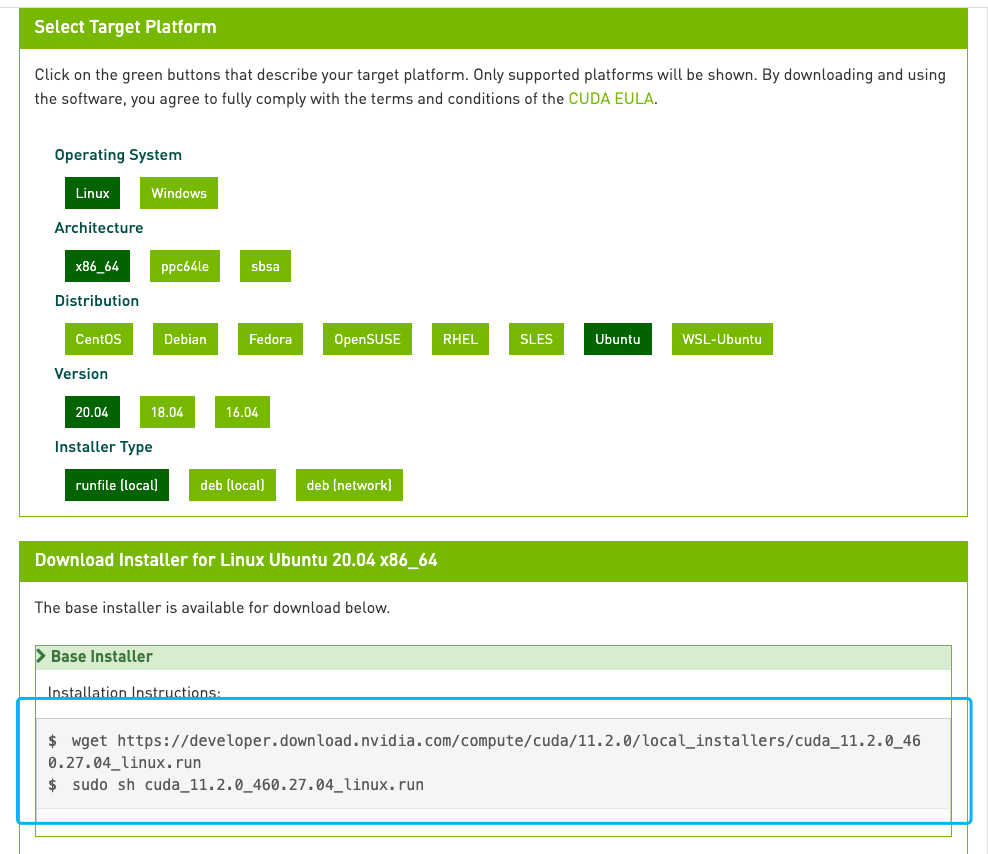 Select Target Platform
Click on the green buttons that describe your target platform. Only supported platforms will be shown. By downloading and using
the software, you agree to fully comply with the terms and conditions of the CUDA EULA.
Operating System
Linux Windows
Architecture
x86_64 ppc64le sbsa
Distribution
CentOS Debian Fedora OpenSUSE RHEL SLES Ubuntu WSL-Ubuntu
Version
20.04 18.04 16.04
Installer Type
runfile (local) deb (local) deb (network)
Download Installer for Linux Ubuntu 20.04 x86_64
The base installer is available for download below.
Base Installer
Installation Instructions:
$ wget https://developer.download.nvidia.com/compute/cuda/11.2.0/local_installers/cuda_11.2.0_46
0.27.04_linux.run
$ sudo sh cuda_11.2.0_460.27.04_linux.run